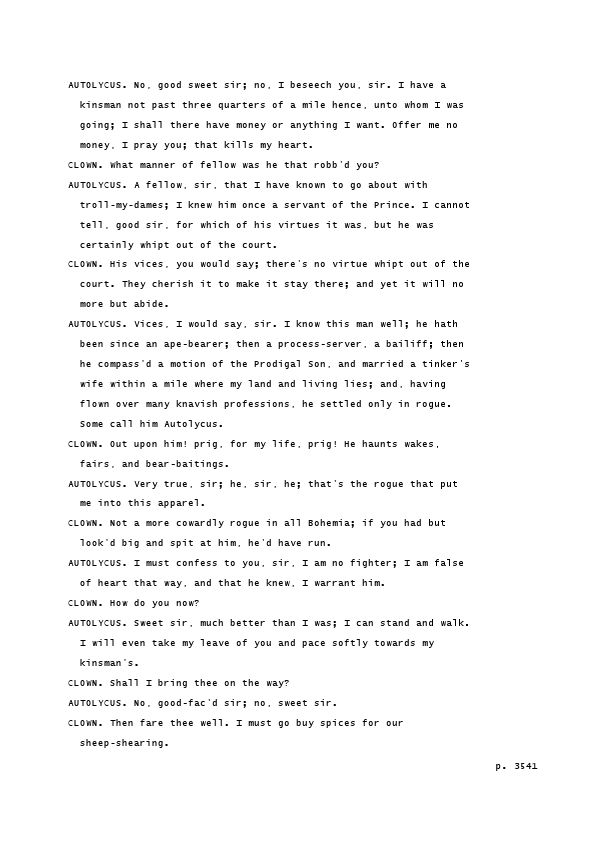 AUTOLYCUS. No, good sweet sir; no, I beseech you, sir. I have a
kinsman not past three quarters of a mile hence, unto whom I was
going; I shall there have money or anything I want. Offer me no
money, I pray you; that kills my heart.
CLOWN. What manner of fellow was he that robb'd you?
AUTOLYCUS. A fellow, sir, that I have known to go about with
troll-my-dames; I knew him once a servant of the Prince. I cannot
tell, good sir, for which of his virtues it was, but he was
certainly whipt out of the court.
CLOWN. His vices, you would say; there's no virtue whipt out of the
court. They cherish it to make it stay there; and yet it will no
more but abide.
AUTOLYCUS. Vices, I would say, sir. I know this man well; he hath
been since an ape-bearer; then a process-server, a bailiff; then
he compass'd a motion of the Prodigal Son, and married a tinker's
wife within a mile where my land and living lies; and, having
flown over many knavish professions, he settled only in rogue.
Some call him Autolycus.
CLOWN. Out upon him! prig, for my life, prig! He haunts wakes,
fairs, and bear-baitings.
AUTOLYCUS. Very true, sir; he, sir, he; that's the rogue that put
me into this apparel.
CLOWN. Not a more cowardly rogue in all Bohemia; if you had but
look'd big and spit at him, he'd have run.
AUTOLYCUS. I must confess to you, sir, I am no fighter; I am false
of heart that way, and that he knew, I warrant him.
CLOWN. How do you now?
AUTOLYCUS. Sweet sir, much better than I was; I can stand and walk.
I will even take my leave of you and pace softly towards my
kinsman's.
CLOWN. Shall I bring thee on the way?
AUTOLYCUS. No, good-fac'd sir; no, sweet sir.
CLOWN. Then fare thee well. I must go buy spices for our
sheep-shearing.
p. 3541